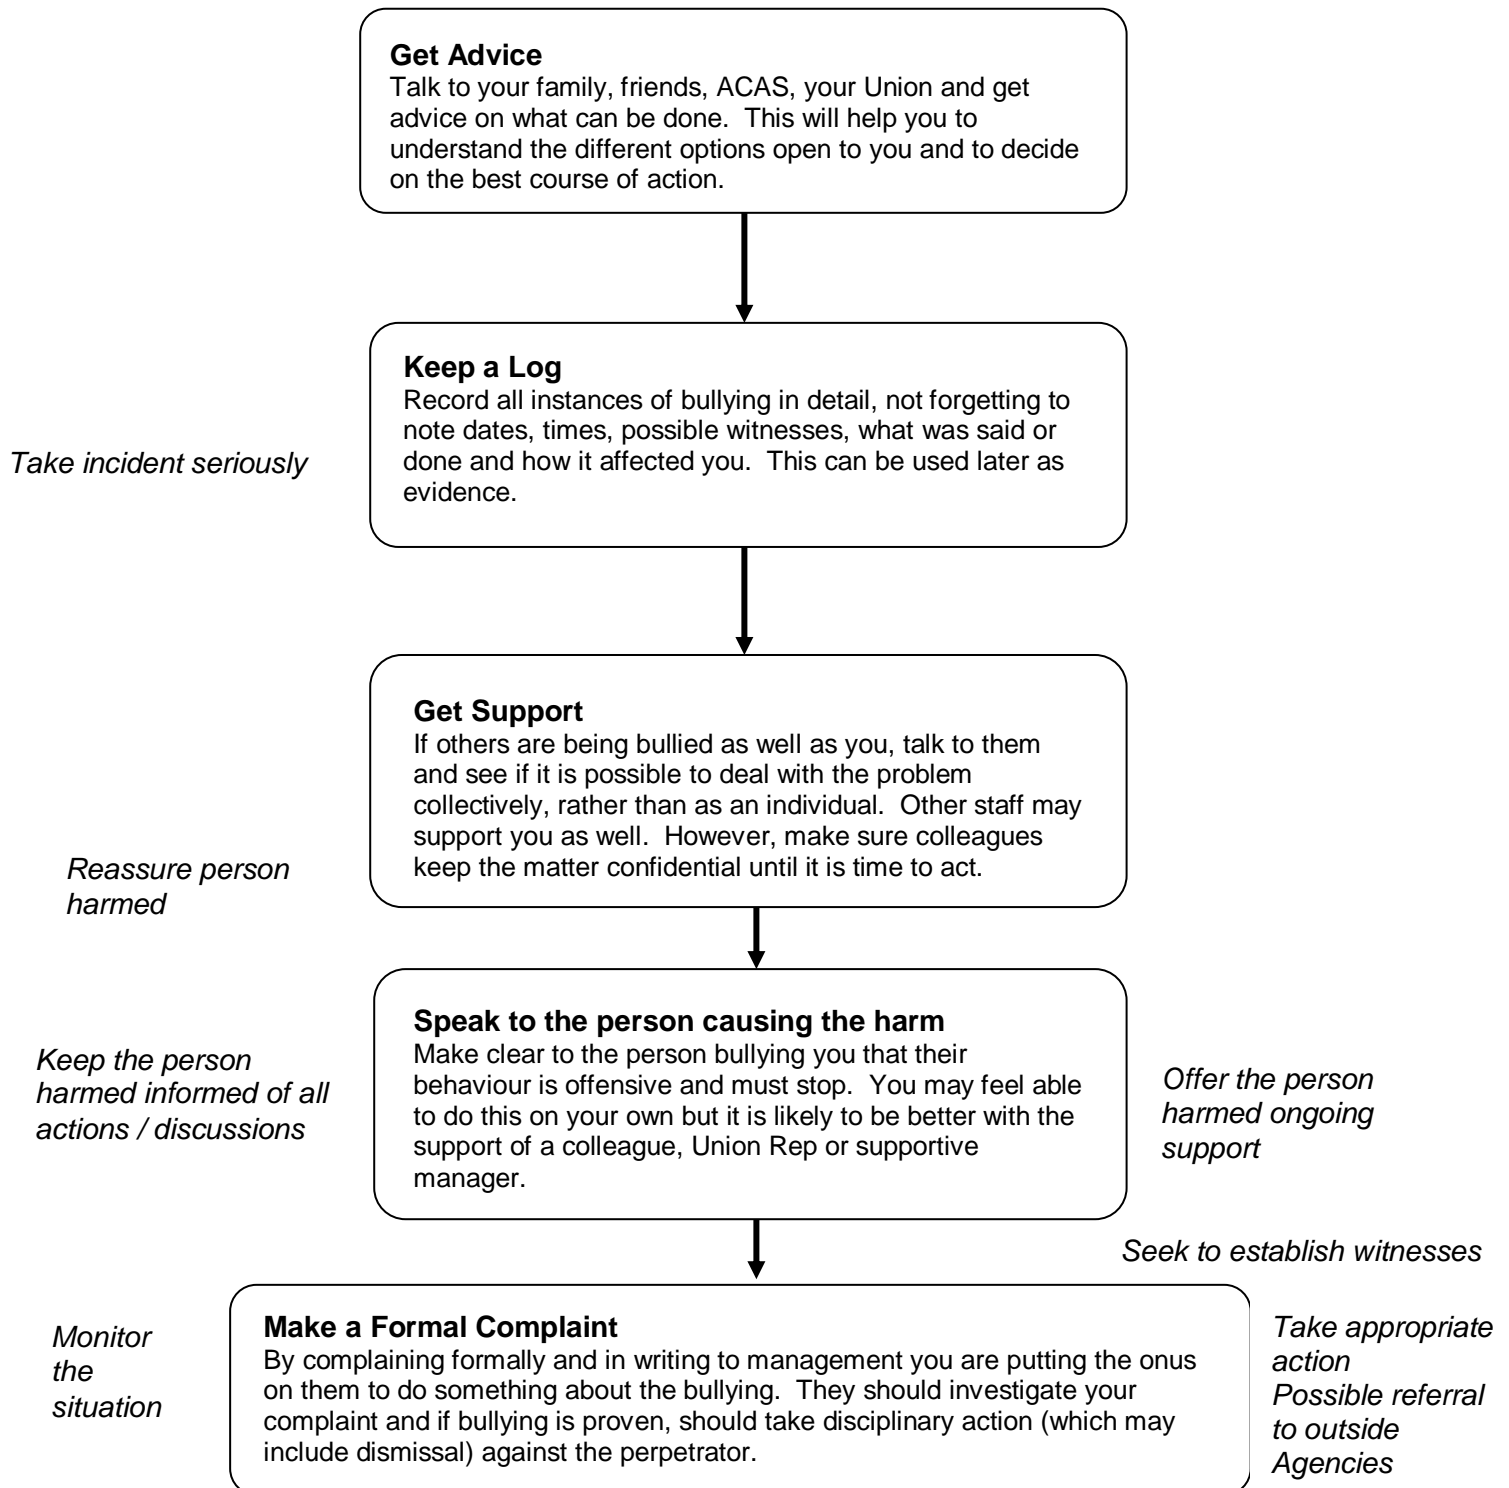 Get Advice
Talk to your family, friends, ACAS, your Union and get
advice on what can be done.  This will help you to
understand the different options open to you and to decide
on the best course of action.
Keep a Log
Record all instances of bullying in detail, not forgetting to
note dates, times, possible witnesses, what was said or
done and how it affected you.  This can be used later as
evidence.
Take incident seriously
Get Support
If others are being bullied as well as you, talk to them
and see if it is possible to deal with the problem
collectively, rather than as an individual.  Other staff may
support you as well.  However, make sure colleagues
keep the matter confidential until it is time to act.
Reassure person
harmed
Speak to the person causing the harm
Make clear to the person bullying you that their
behaviour is offensive and must stop.  You may feel able
to do this on your own but it is likely to be better with the
support of a colleague, Union Rep or supportive
manager.
Keep the person
harmed informed of all
actions / discussions
Offer the person
harmed ongoing
support
Seek to establish witnesses
Monitor
the
situation
Make a Formal Complaint
By complaining formally and in writing to management you are putting the onus
on them to do something about the bullying.  They should investigate your
complaint and if bullying is proven, should take disciplinary action (which may
include dismissal) against the perpetrator.
Take appropriate
action
Possible referral
to outside
Agencies